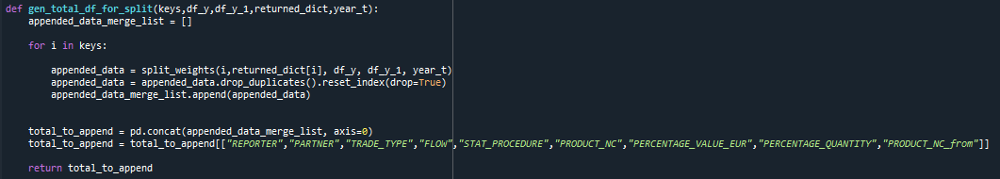 def gen_total_df_for_split(keys,df_y,df_y_1,returned_dict,year_t):
    appended_data_merge_list = []
    for i in keys:
        appended_data = split_weights(i,returned_dict[i], df_y, df_y_1, year_t)
        appended_data = appended_data.drop_duplicates().reset_index(drop=True)
        appended_data_merge_list.append(appended_data)
    total_to_append = pd.concat(appended_data_merge_list, axis=0)
    total_to_append = total_to_append[["REPORTER","PARTNER","TRADE_TYPE","FLOW","STAT_PROCEDURE","PRODUCT_NC","PERCENTAGE_VALUE_EUR","PERCENTAGE_QUANTITY","PRODUCT_NC_from"]]
    return total_to_append